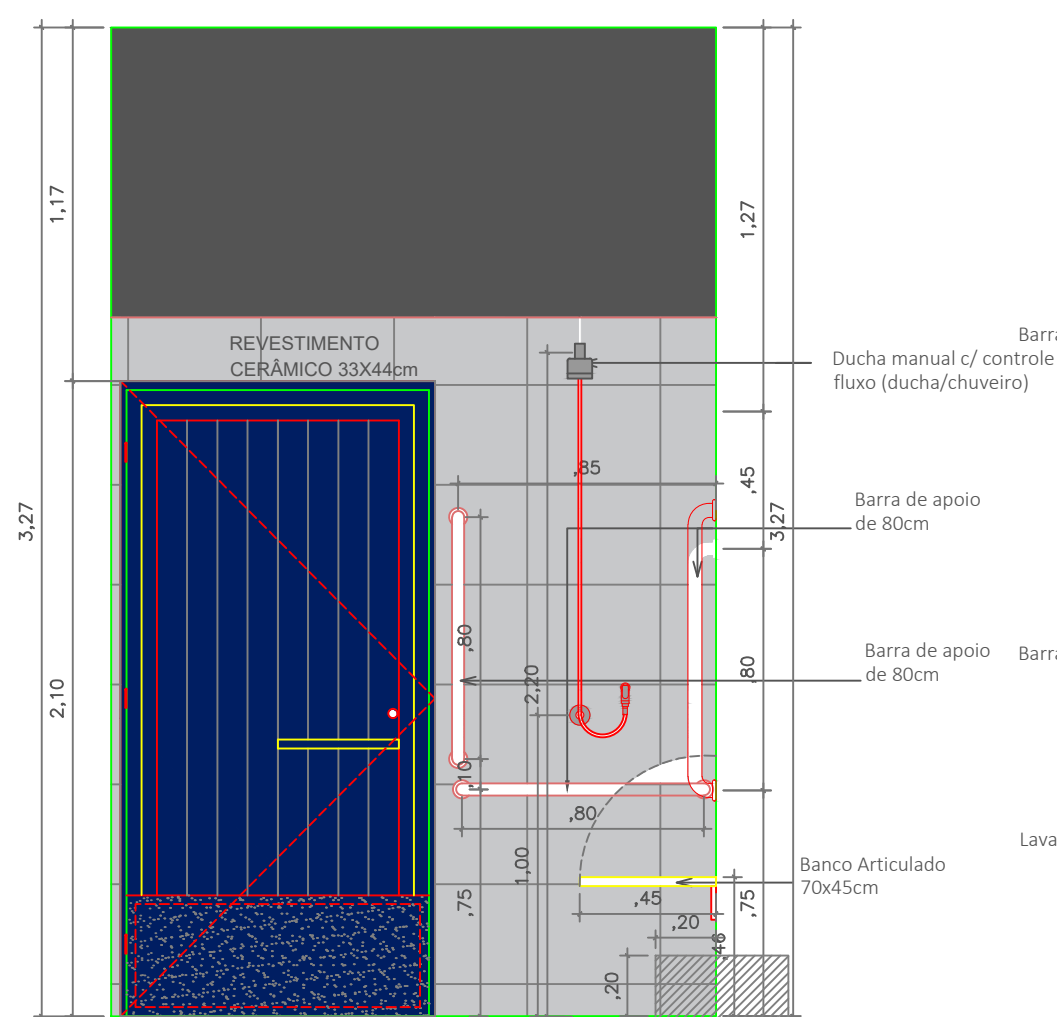 1,17
3,27
2,10
REVESTIMENTO
CERÂMICO 33X44cm
,85
,80
2,20
,10
,80
1,00
,75
,45
,20
,46
,20
1,27
,45
3,27
,80
,75
Barra
Ducha manual c/ controle
fluxo (ducha/chuveiro)
Barra de apoio
de 80cm
Barra de apoio
de 80cm
Barra
Lava
Banco Articulado
70x45cm